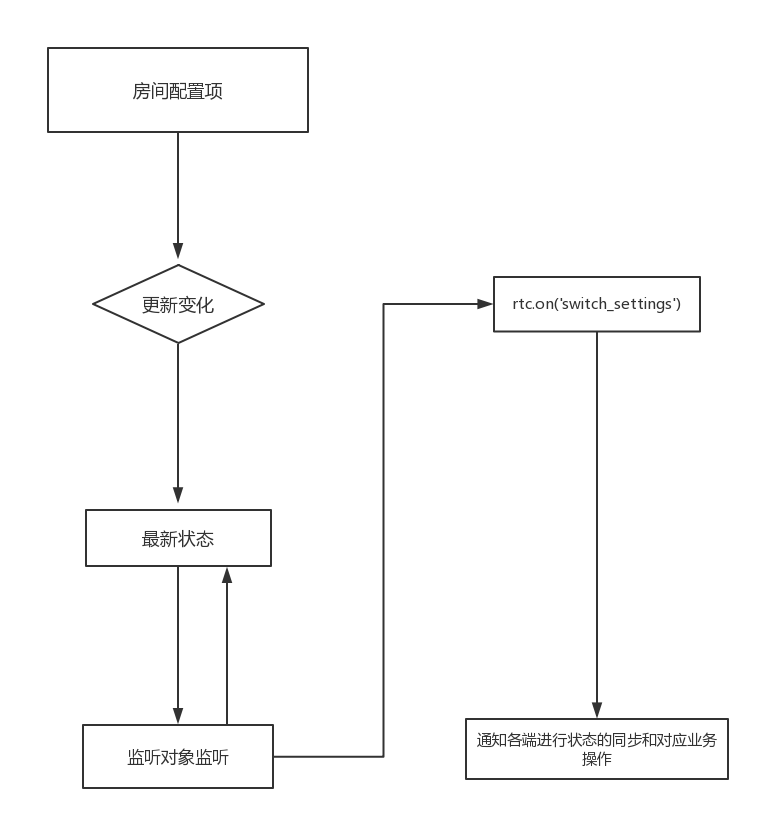 房间配置项
更新变化
rtc.on('switch_settings')
最新状态
监听对象监听
通知各端进行状态的同步和对应业务
操作